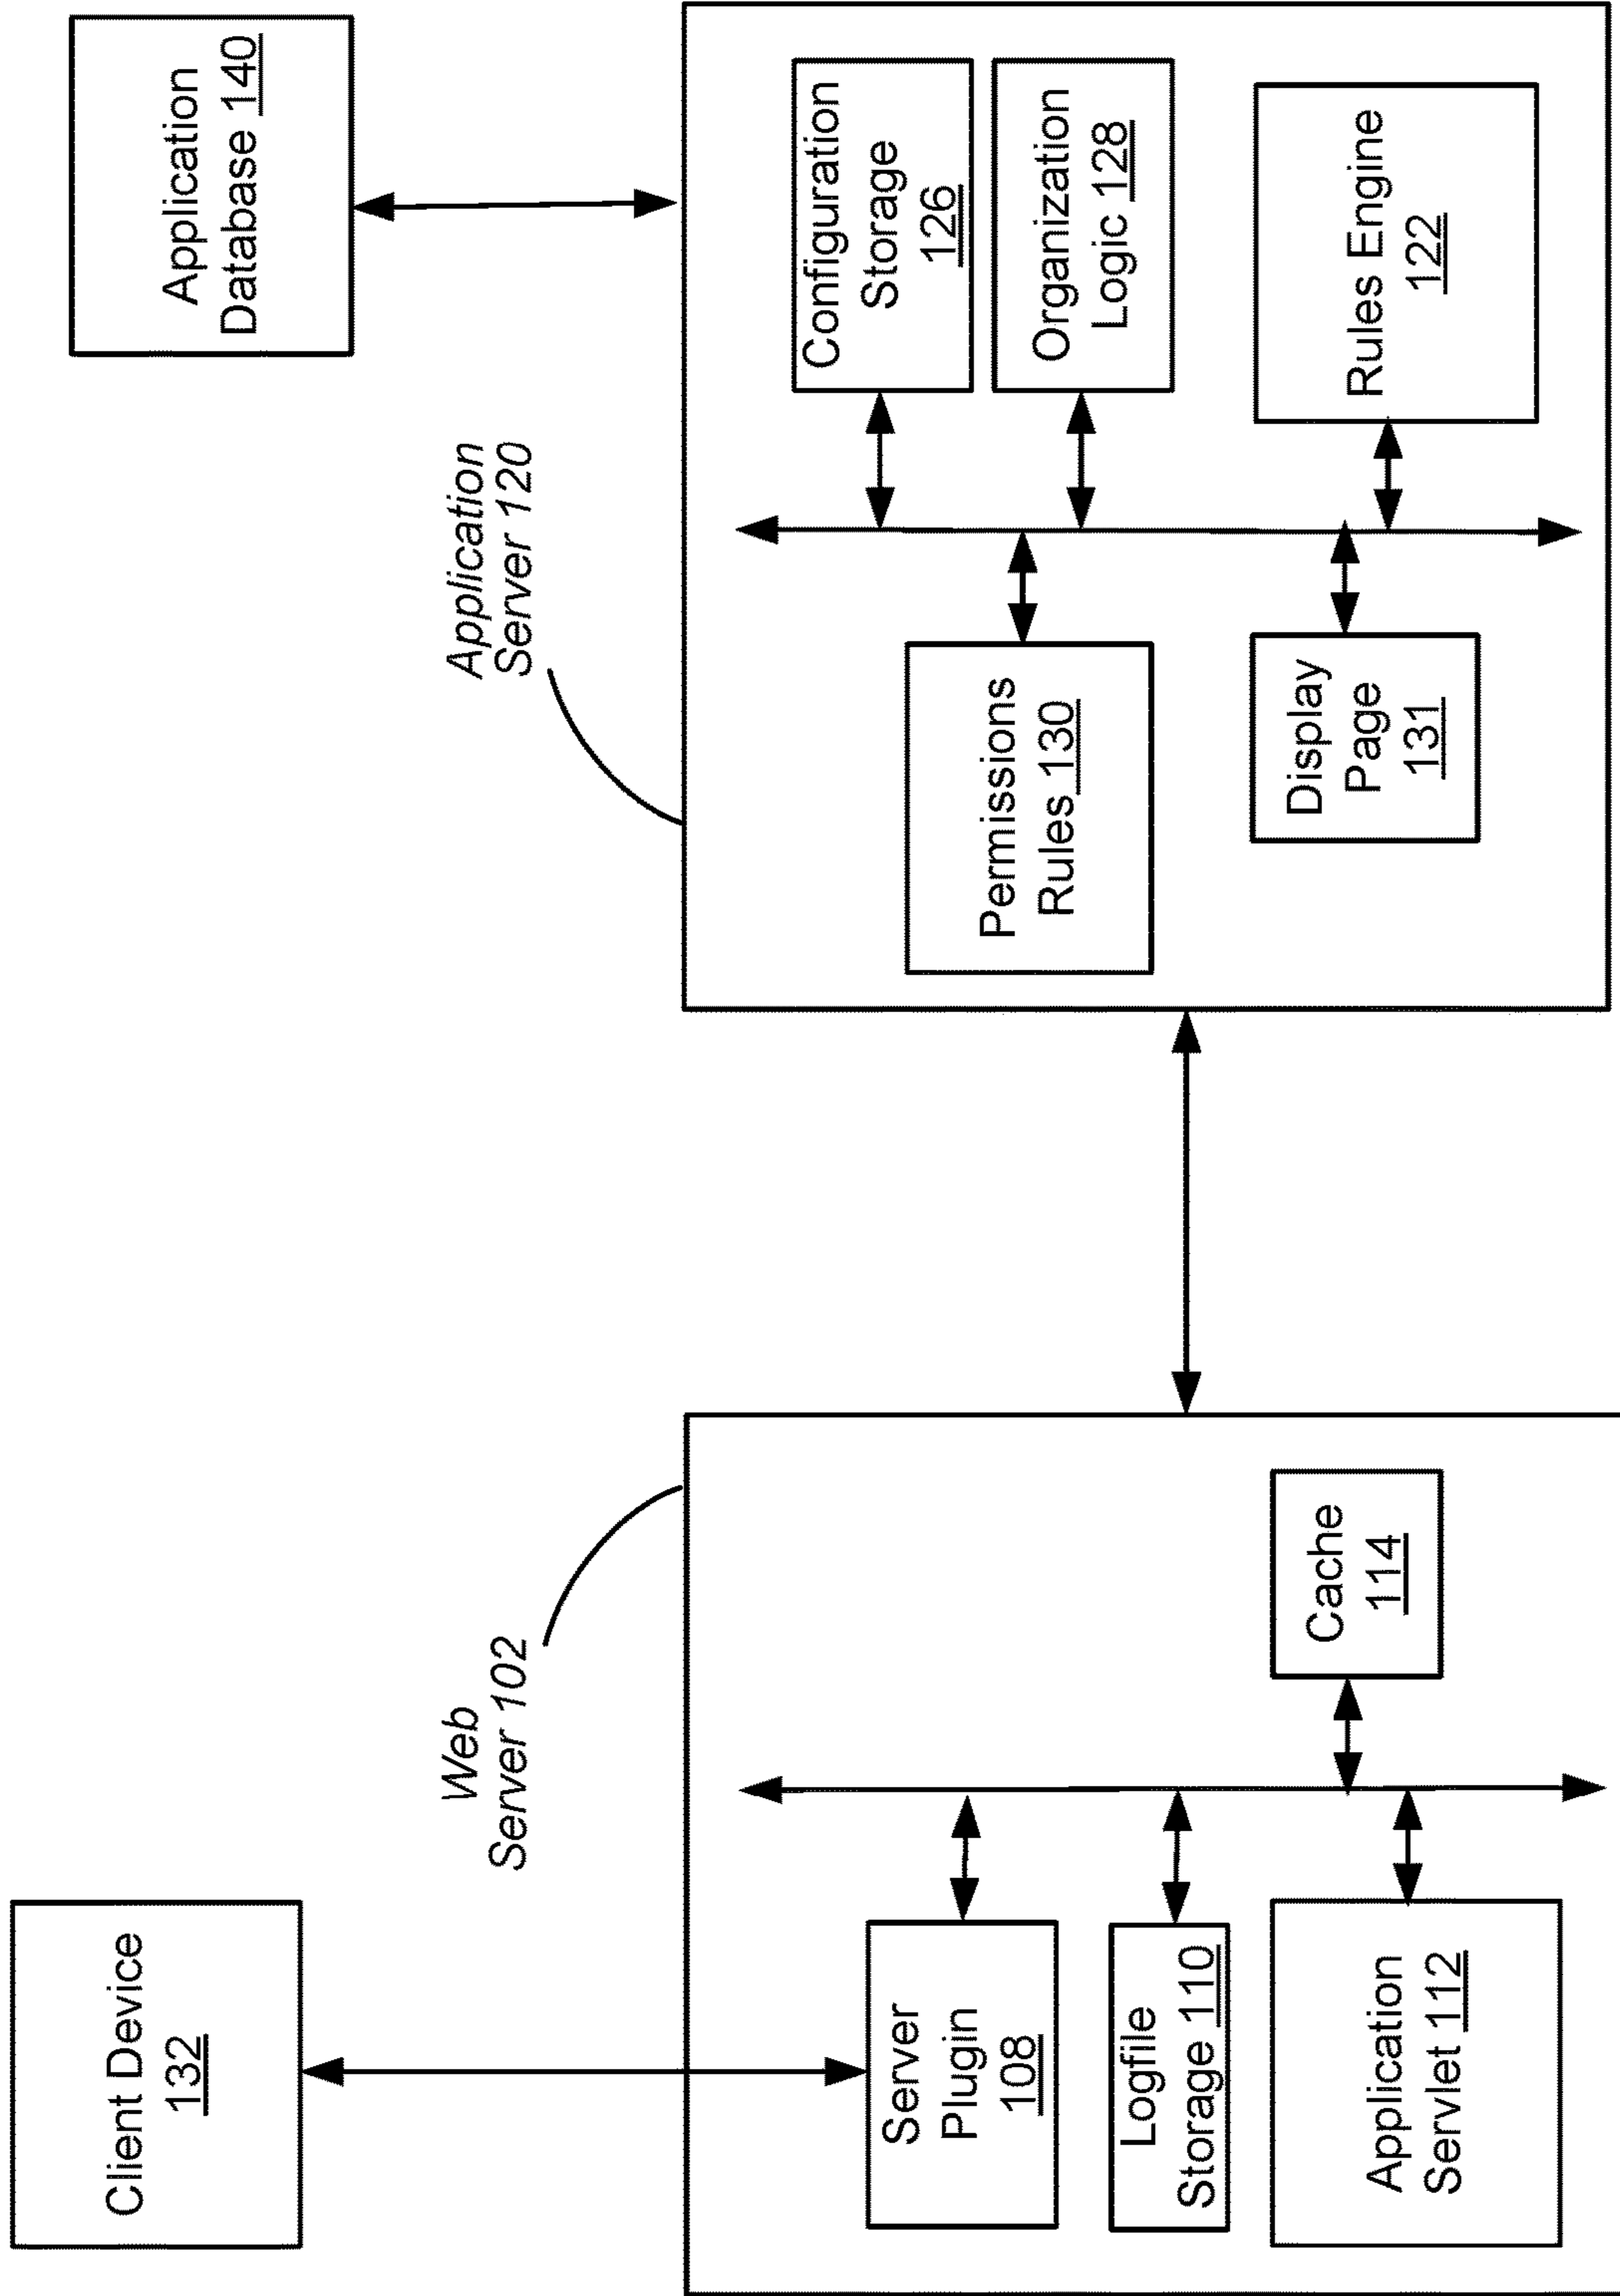 Client Device
132
Application
Database 140
Web
Server 102
Application
Server 120
Server
Plugin
108
Logfile
Storage 110
Application
Servlet 112
Cache
114
Permissions
Rules 130
Display
Page
131
Configuration
Storage
126
Organization
Logic 128
Rules Engine
122